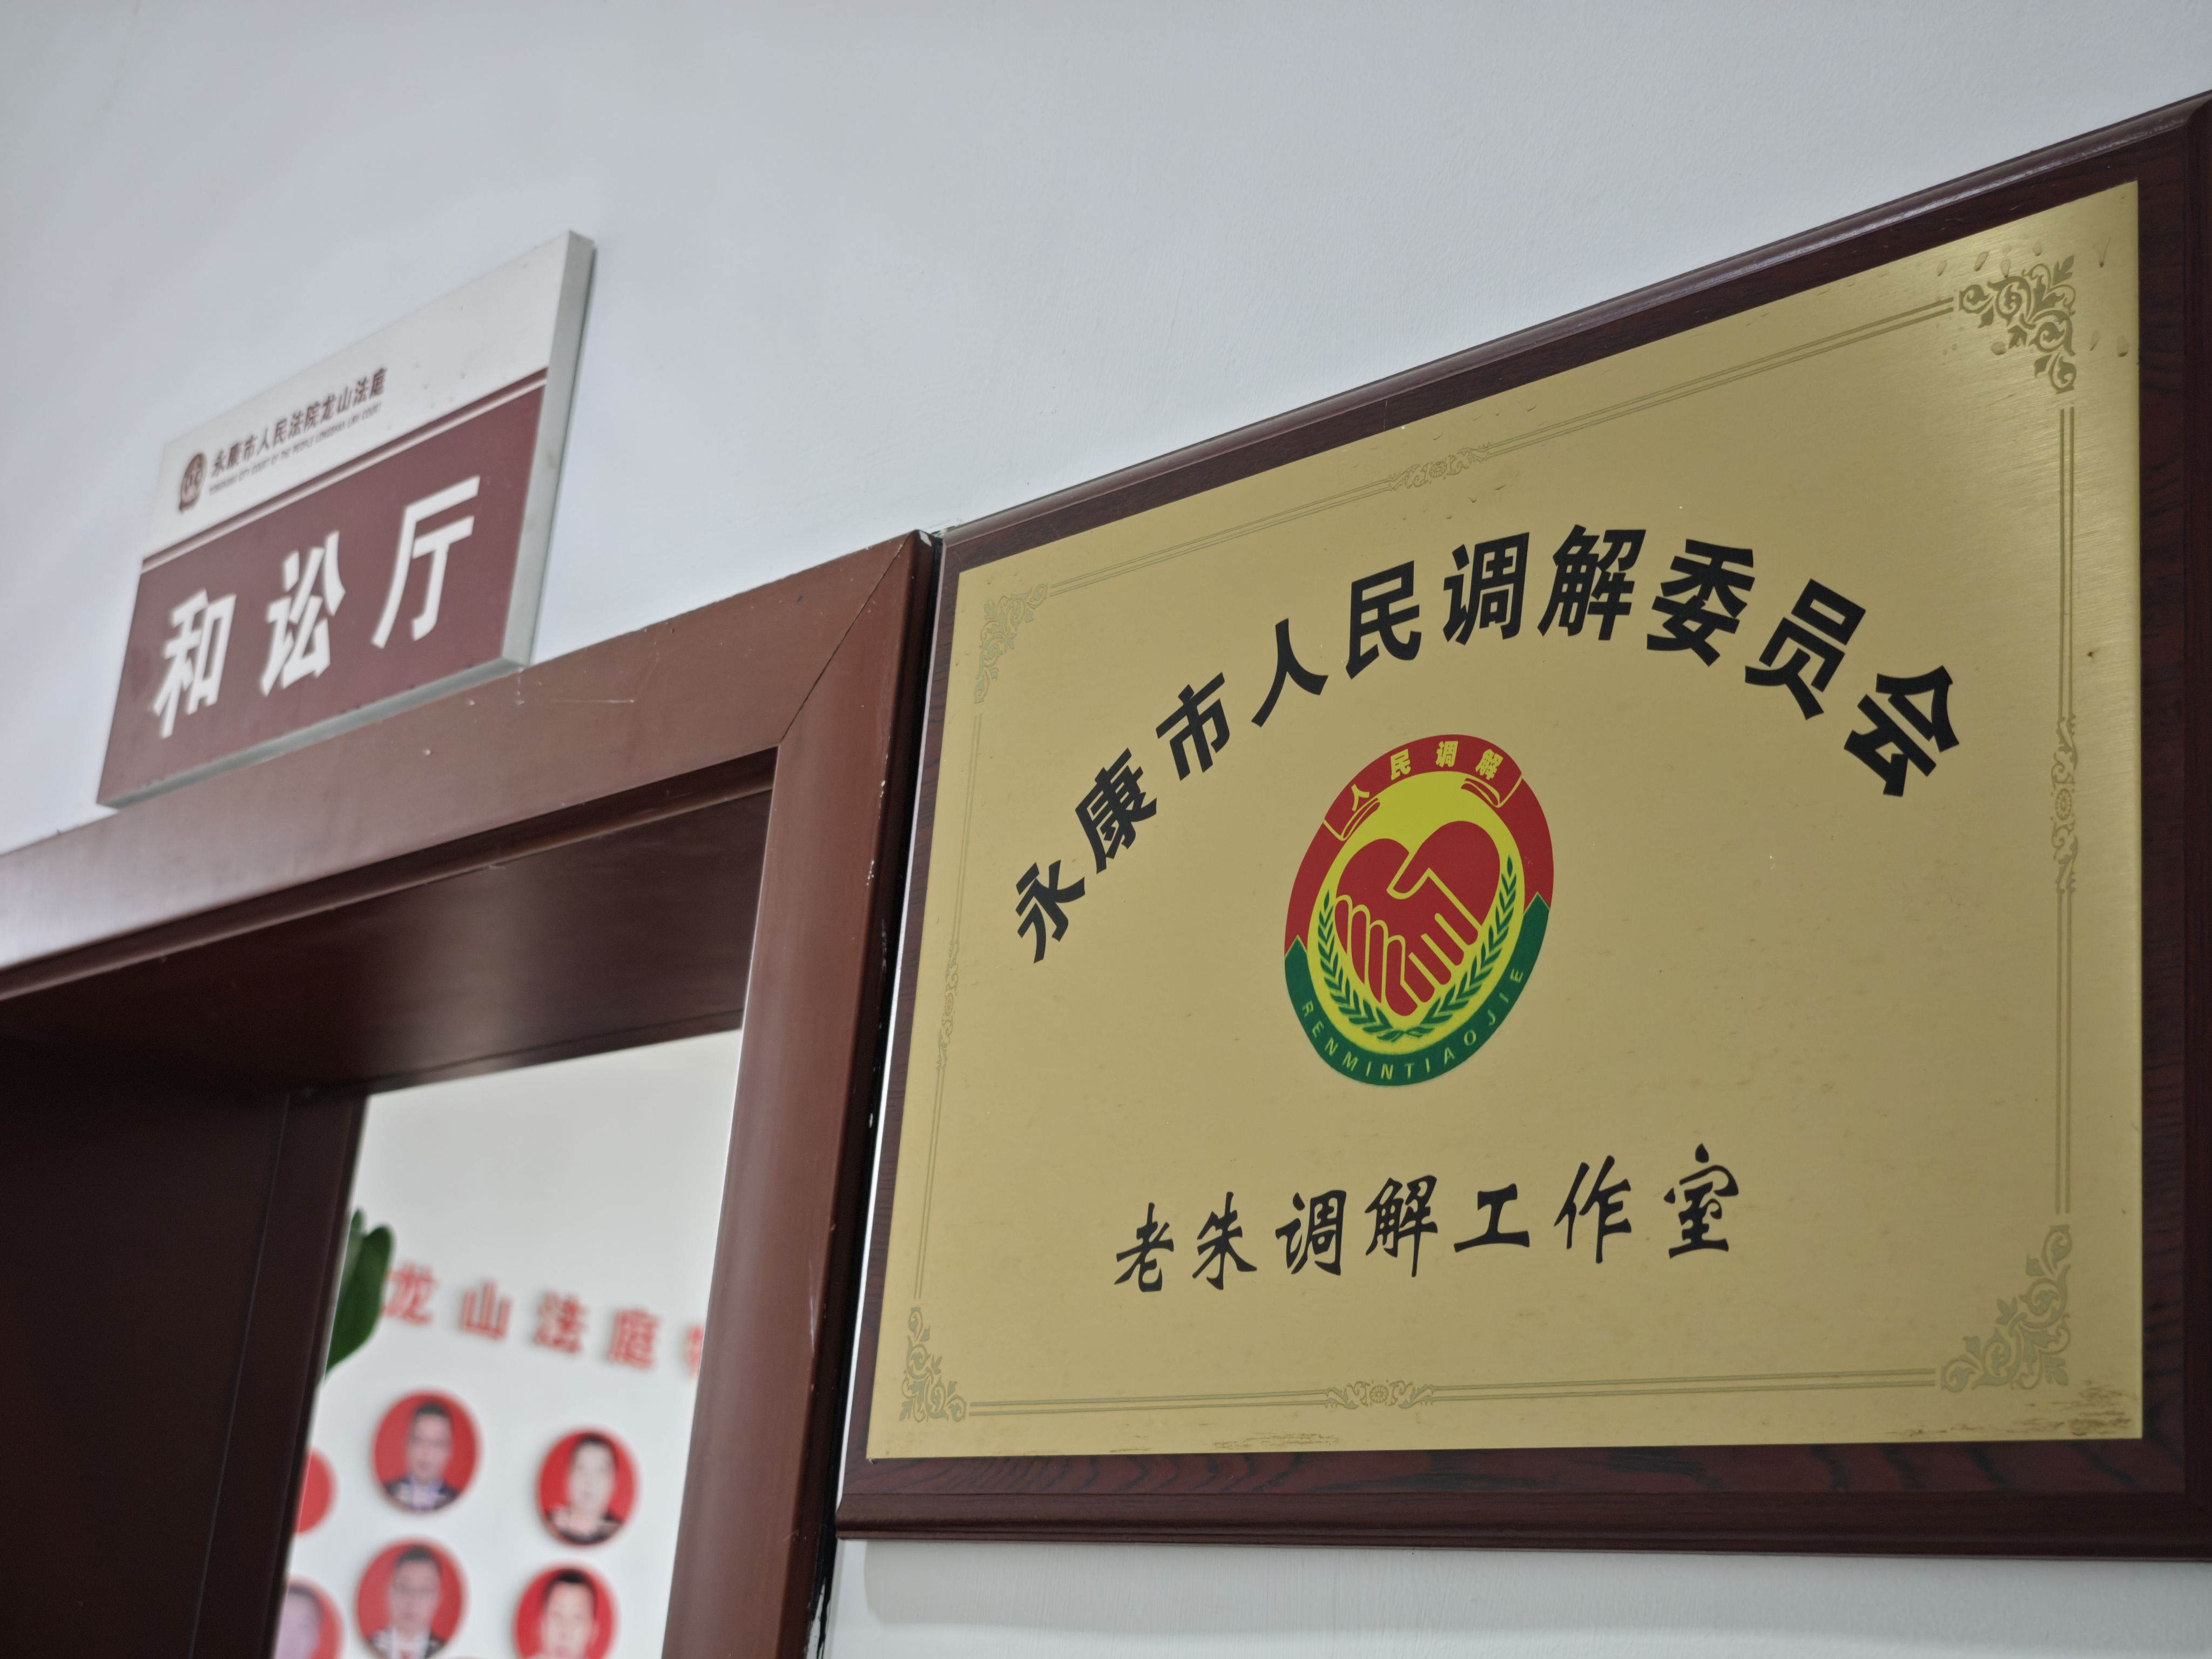 永康市人民法院龙山法庭
和讼厅
永康市人民调解委员会
人民调解
RENMINTIAOJIE
老朱调解工作室
龙山法庭